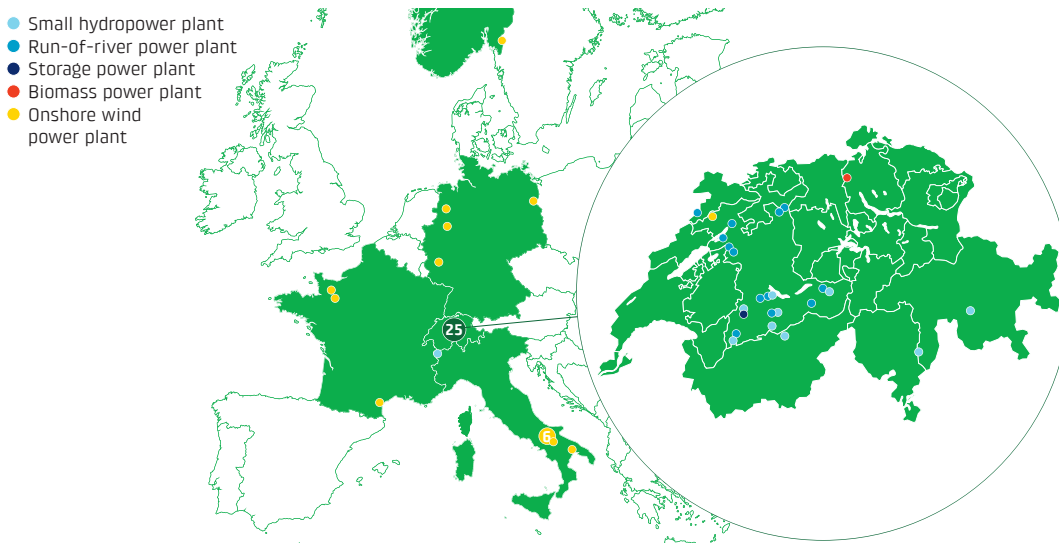 Small hydropower plant
Run-of-river power plant
Storage power plant
Biomass power plant
Onshore wind
power plant
25
6